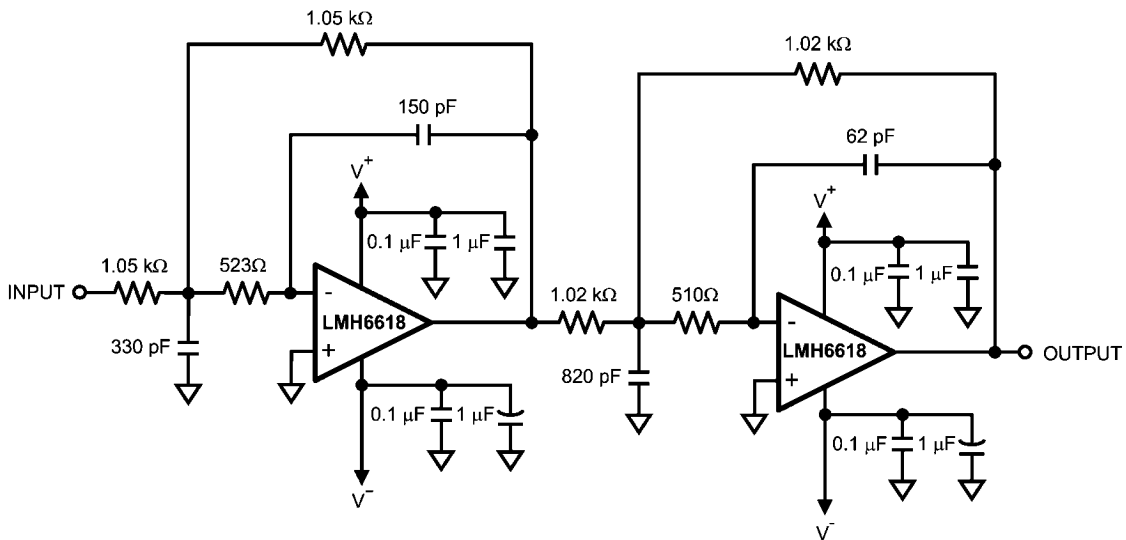 1.05 kΩ
1.02 kΩ
150 pF
62 pF
V+
V+
0.1 µF
1 µF
0.1 µF
1 µF
1.05 kΩ
523Ω
1.02 kΩ
510Ω
INPUT
-
LMH6618
+
-
LMH6618
+
OUTPUT
330 pF
820 pF
0.1 µF
1 µF
0.1 µF
1 µF
V-
V-